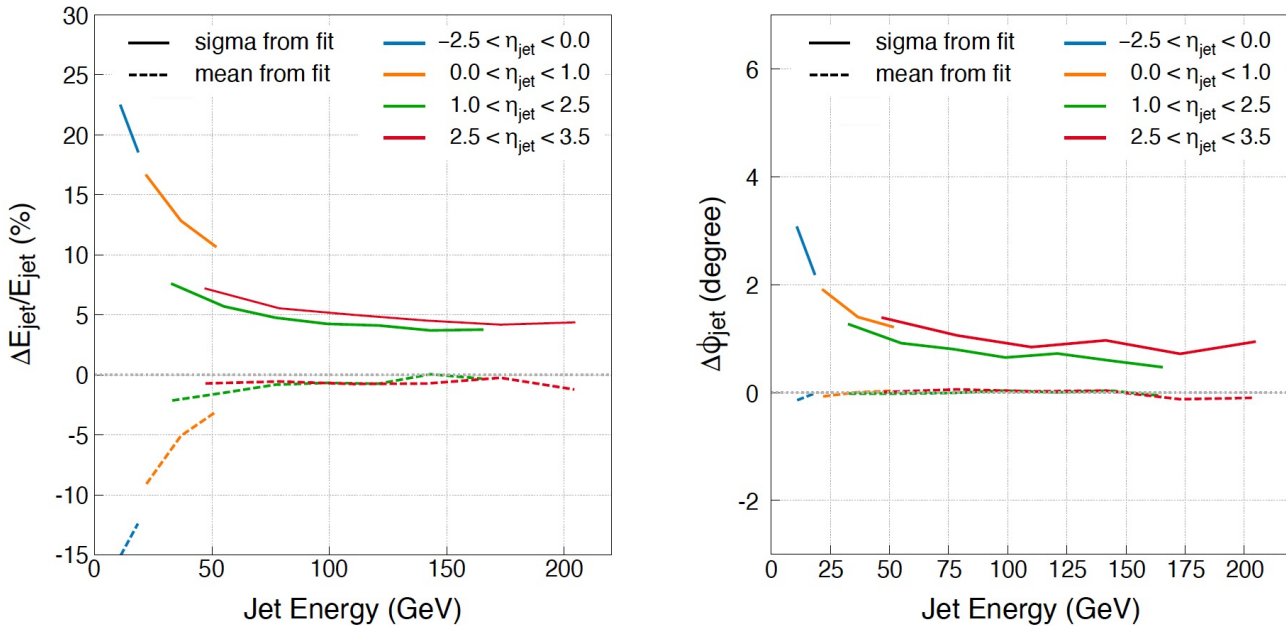 30
25
20
15
10
5
0
-5
-10
-15
0 50 100 150 200
ΔE_jet/E_jet (%)
Jet Energy (GeV)
sigma from fit
mean from fit
−2.5 < η_jet < 0.0
0.0 < η_jet < 1.0
1.0 < η_jet < 2.5
2.5 < η_jet < 3.5
6
4
2
0
-2
0 25 50 75 100 125 150 175 200
Δϕ_jet (degree)
Jet Energy (GeV)
sigma from fit
mean from fit
−2.5 < η_jet < 0.0
0.0 < η_jet < 1.0
1.0 < η_jet < 2.5
2.5 < η_jet < 3.5